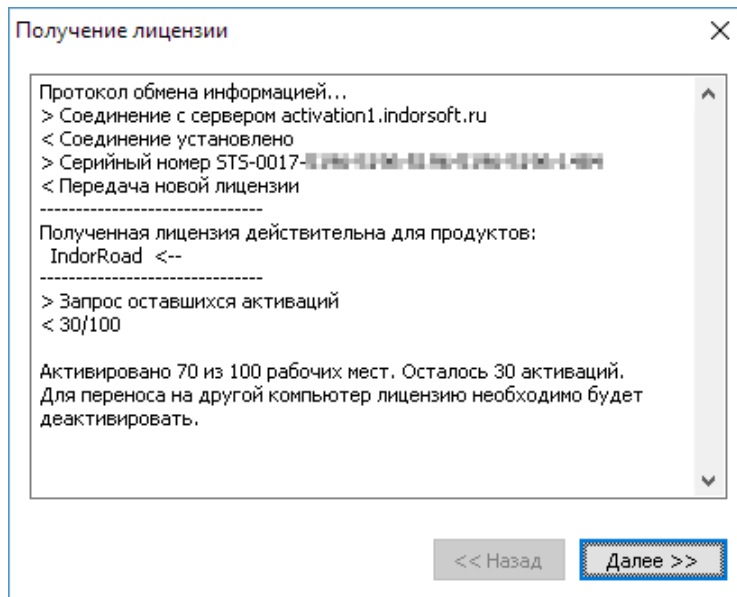 Получение лицензии
Протокол обмена информацией...
> Соединение с сервером activation1.indorsoft.ru
< Соединение установлено
> Серийный номер STS-0017-
< Передача новой лицензии
-------------------------------
Полученная лицензия действительна для продуктов:
IndorRoad <--
-------------------------------
> Запрос оставшихся активаций
< 30/100
Активировано 70 из 100 рабочих мест. Осталось 30 активаций.
Для переноса на другой компьютер лицензию необходимо будет
деактивировать.
<< Назад
Далее >>